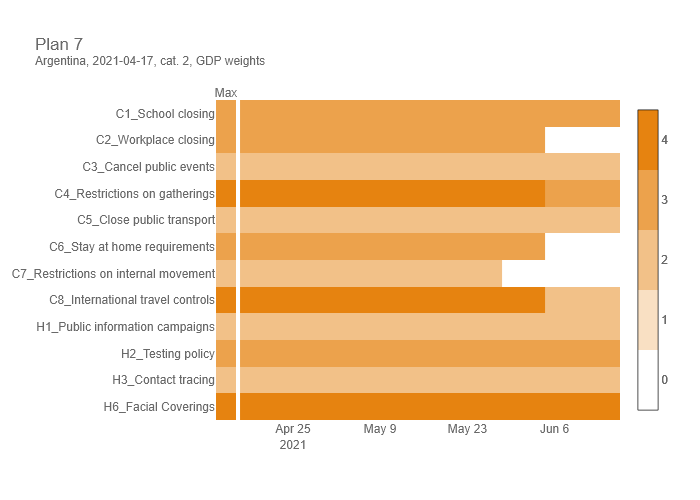 Plan 7
Argentina, 2021-04-17, cat. 2, GDP weights
Max
C1_School closing
C2_Workplace closing
C3_Cancel public events
C4_Restrictions on gatherings
C5_Close public transport
C6_Stay at home requirements
C7_Restrictions on internal movement
C8_International travel controls
H1_Public information campaigns
H2_Testing policy
H3_Contact tracing
H6_Facial Coverings
Apr 25 May 9 May 23 Jun 6
2021
4
3
2
1
0